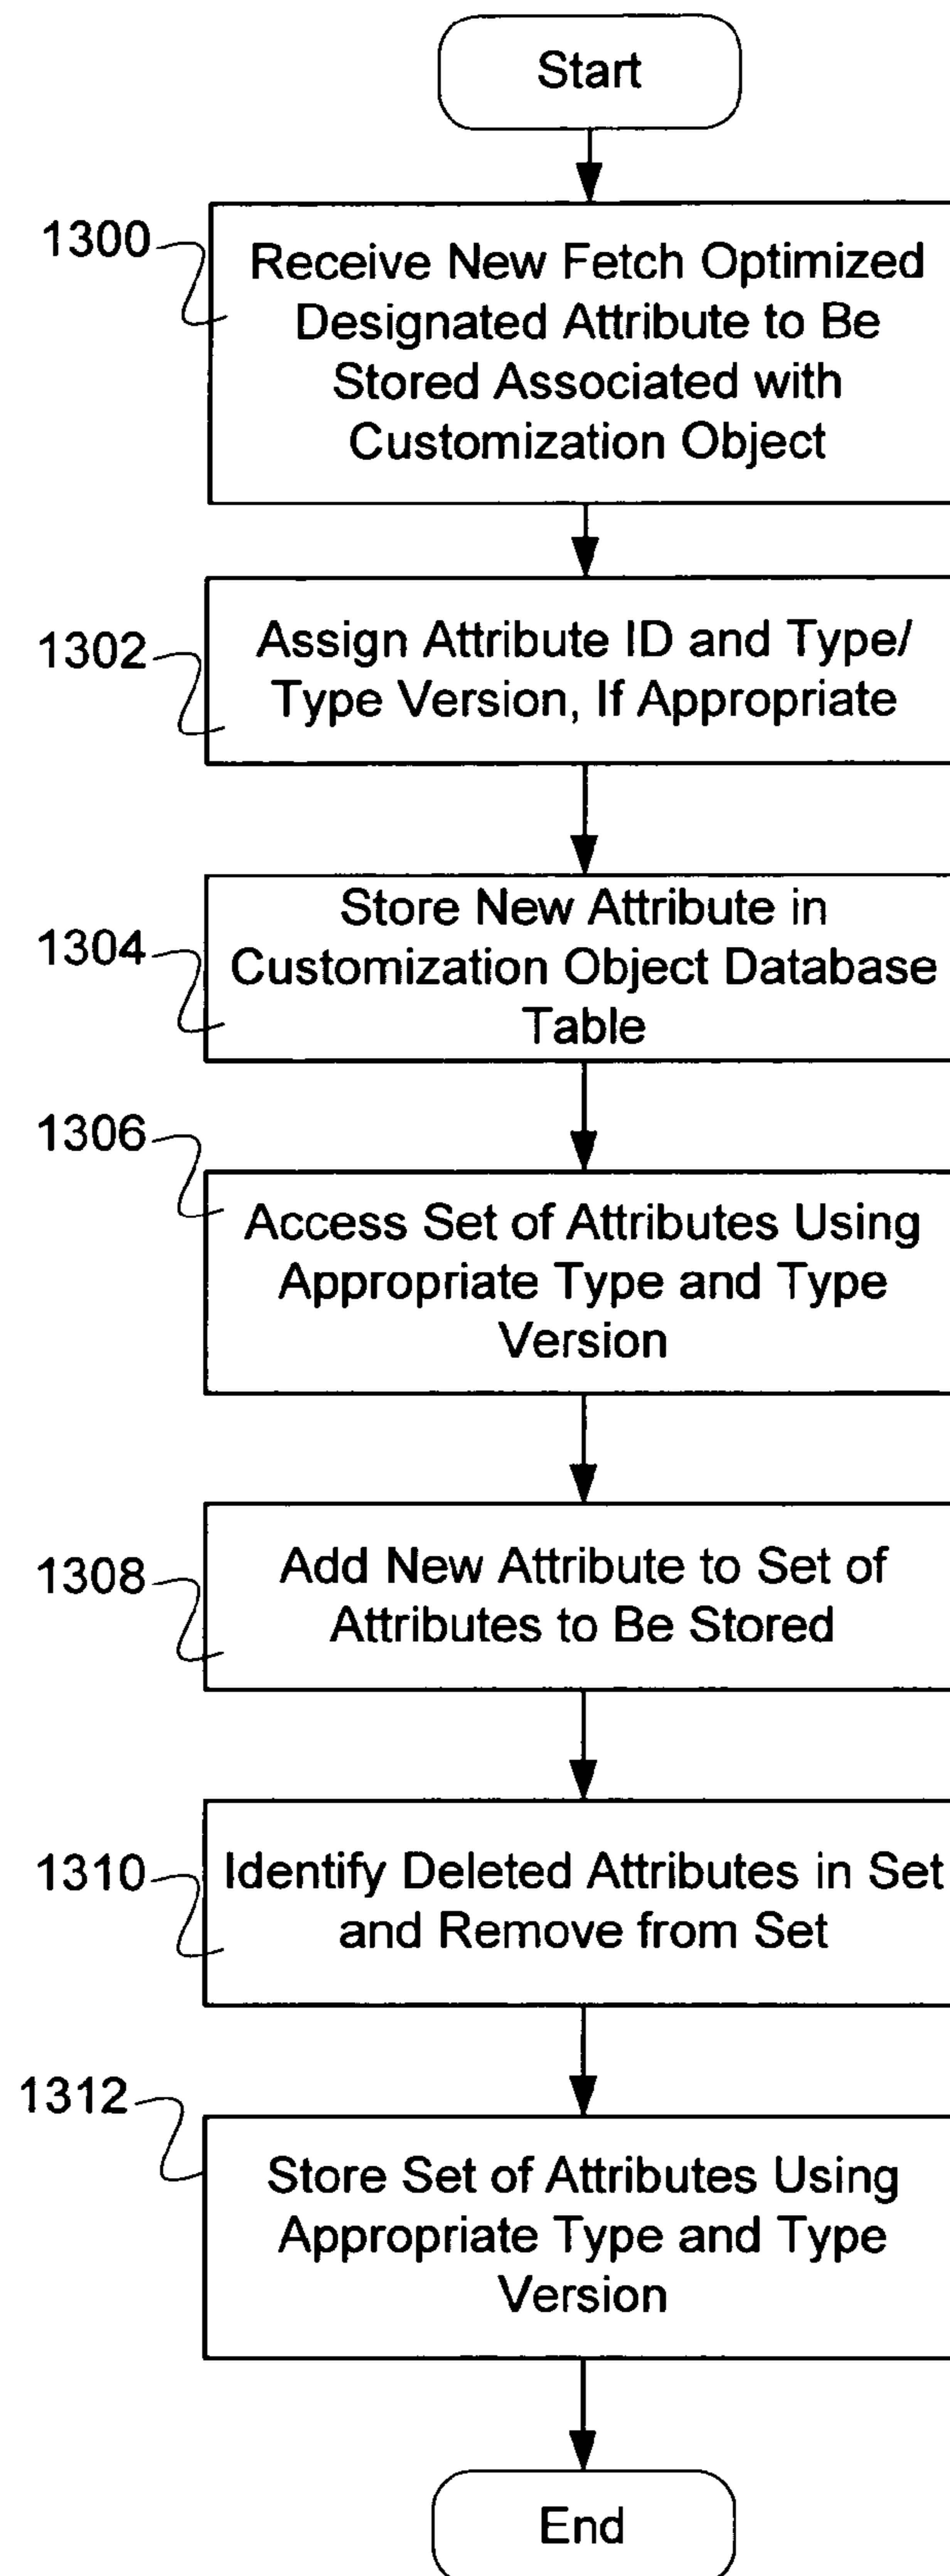 Start
1300
Receive New Fetch Optimized
Designated Attribute to Be
Stored Associated with
Customization Object
1302
Assign Attribute ID and Type/
Type Version, If Appropriate
1304
Store New Attribute in
Customization Object Database
Table
1306
Access Set of Attributes Using
Appropriate Type and Type
Version
1308
Add New Attribute to Set of
Attributes to Be Stored
1310
Identify Deleted Attributes in Set
and Remove from Set
1312
Store Set of Attributes Using
Appropriate Type and Type
Version
End